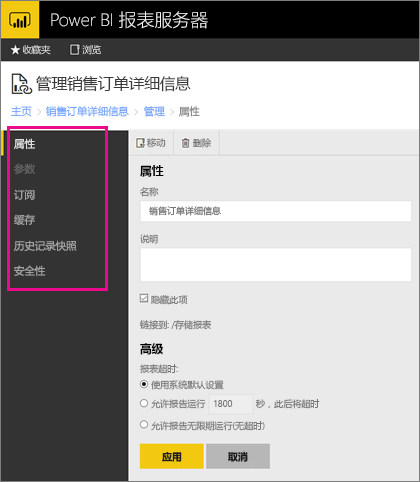 Power BI 报表服务器
收藏夹 浏览
管理销售订单详细信息
主页 > 销售订单详细信息 > 管理 > 属性
属性
参数
订阅
缓存
历史记录快照
安全性
移动 删除
属性
名称
销售订单详细信息
说明
隐藏此项
链接到: /存储报表
高级
报表超时:
使用系统默认设置
允许报告运行 1800 秒，此后将超时
允许报告无限期运行(无超时)
应用 取消